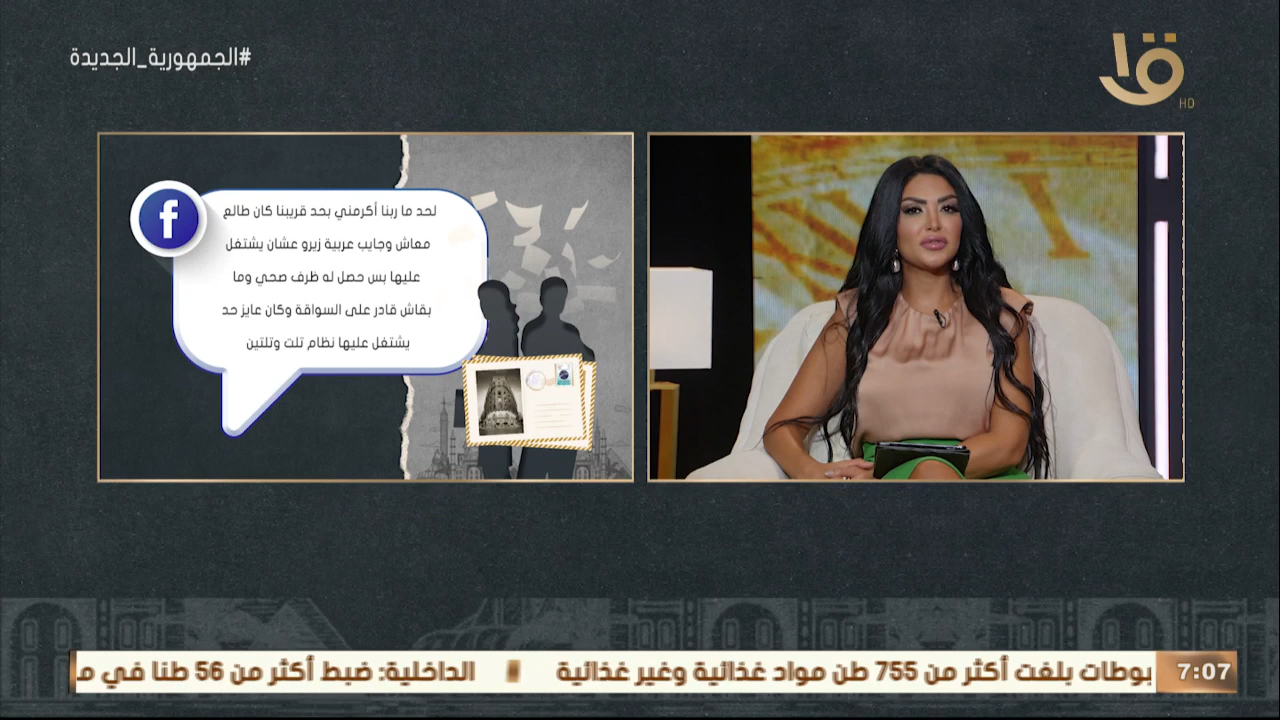 #الجمهورية_الجديدة
HD
f
لحد ما ربنا أكرمني بحد قريبنا كان طالع
معاش وجايب عربية زيرو عشان يشتغل
عليها بس حصل له ظرف صحي وما
بقاش قادر على السواقة وكان عايز حد
يشتغل عليها نظام تلت وتلتين
7:07
بوطات بلغت أكثر من 755 طن مواد غذائية وغير غذائية
الداخلية: ضبط أكثر من 56 طنا في